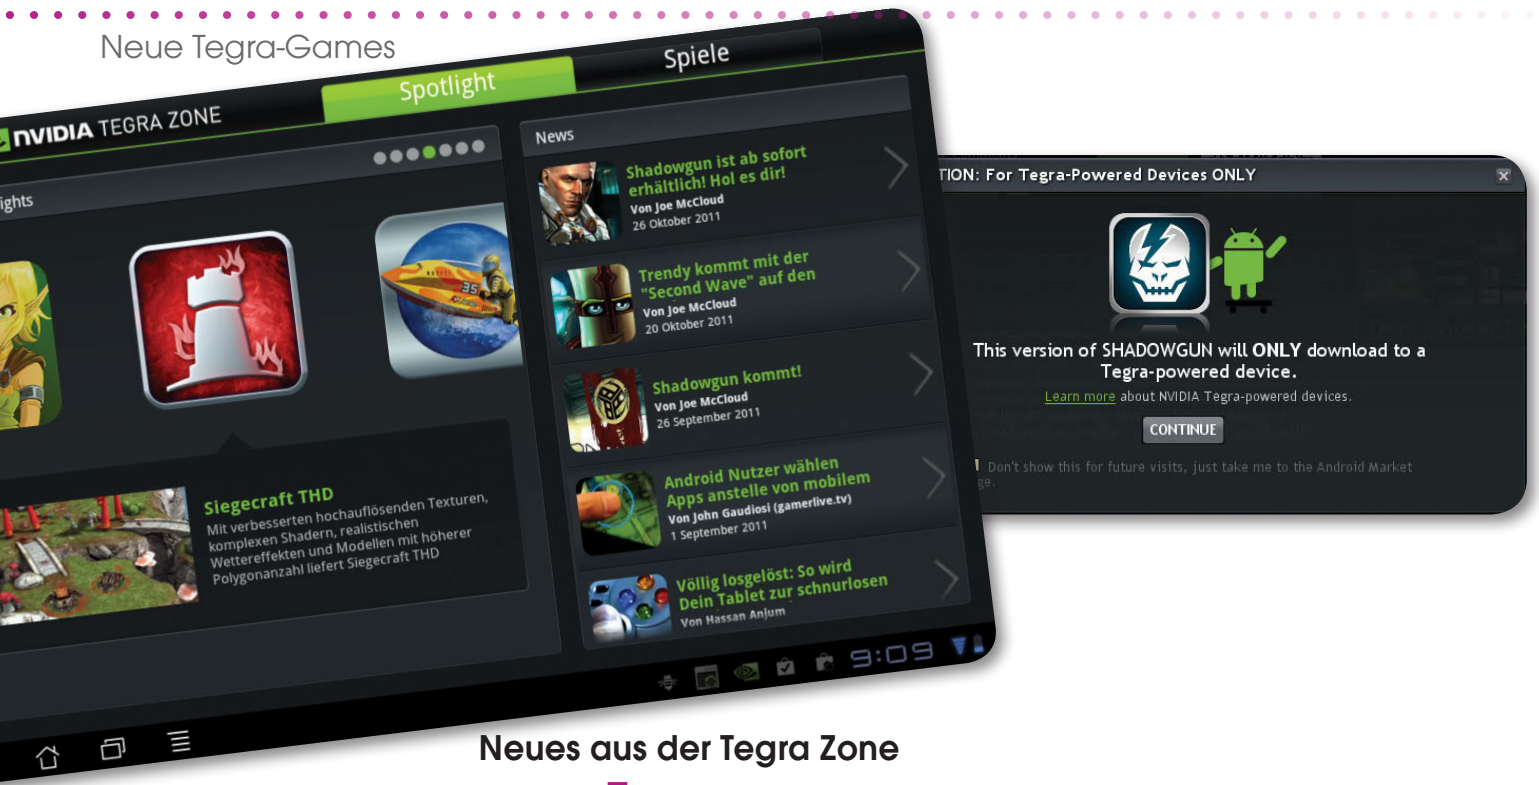 Neue Tegra-Games
NVIDIA TEGRA ZONE
Spotlight
Spiele
ights
Siegecraft THD
Mit verbesserten hochauflösenden Texturen,
komplexen Shadern, realistischen
Wettereffekten und Modellen mit höherer
Polygonanzahl liefert Siegecraft THD
News
Shadowgun ist ab sofort
erhältlich! Hol es dir!
Von Joe McCloud
26 Oktober 2011
Trendy kommt mit der
"Second Wave" auf den
Von Joe McCloud
20 Oktober 2011
Shadowgun kommt!
Von Joe McCloud
26 September 2011
Android Nutzer wählen
Apps anstelle von mobilem
Von John Gaudiosi (gamerlive.tv)
1 September 2011
Völlig losgelöst: So wird
Dein Tablet zur schnurlosen
Von Hassan Anjum
9:09
TION: For Tegra-Powered Devices ONLY
This version of SHADOWGUN will ONLY download to a
Tegra-powered device.
Learn more about NVIDIA Tegra-powered devices.
CONTINUE
Don't show this for future visits, just take me to the Android Market
ge.
Neues aus der Tegra Zone